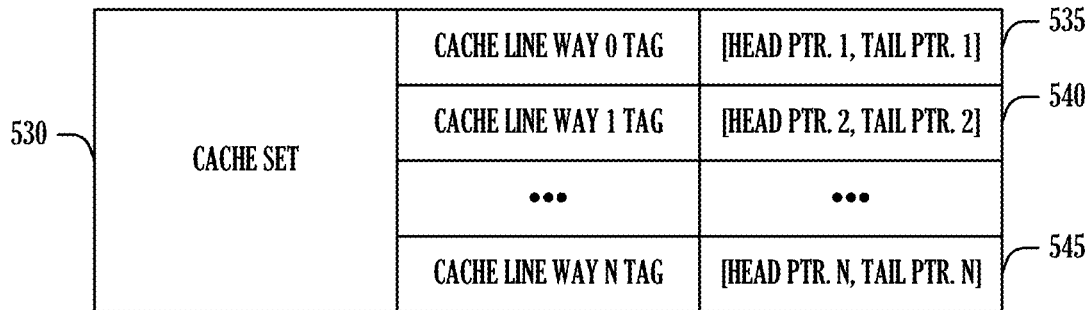 CACHE LINE WAY 0 TAG [HEAD PTR. 1, TAIL PTR. 1] 535
CACHE LINE WAY 1 TAG [HEAD PTR. 2, TAIL PTR. 2] 540
530 CACHE SET
••• •••
CACHE LINE WAY N TAG [HEAD PTR. N, TAIL PTR. N] 545